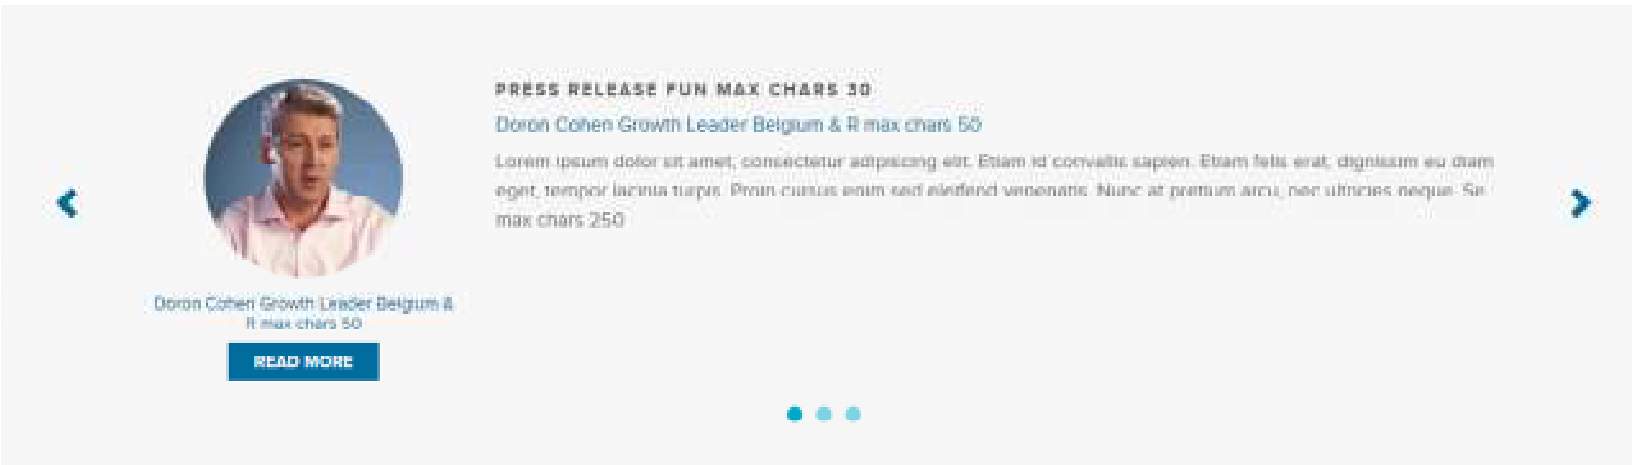 PRESS RELEASE FUN MAX CHARS 30
Doron Cohen Growth Leader Belgium & R max chars 50
Lorem ipsum dolor sit amet, consectetur adipiscing elit. Etiam id convallis sapien. Etiam felis erat, dignissim eu diam
eget, tempor lacinia turpis. Proin cursus enim sed eleifend venenatis. Nunc at pretium arcu, nec ultricies neque. Se
max chars 250
Doron Cohen Growth Leader Belgium &
R max chars 50
READ MORE